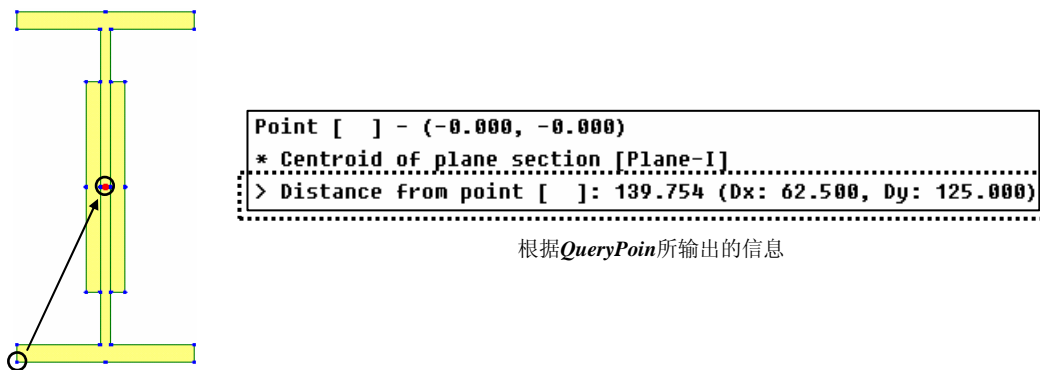 Point [  ] - (-0.000, -0.000)
* Centroid of plane section [Plane-I]
> Distance from point [  ]: 139.754 (Dx: 62.500, Dy: 125.000)
根据QueryPoin所输出的信息